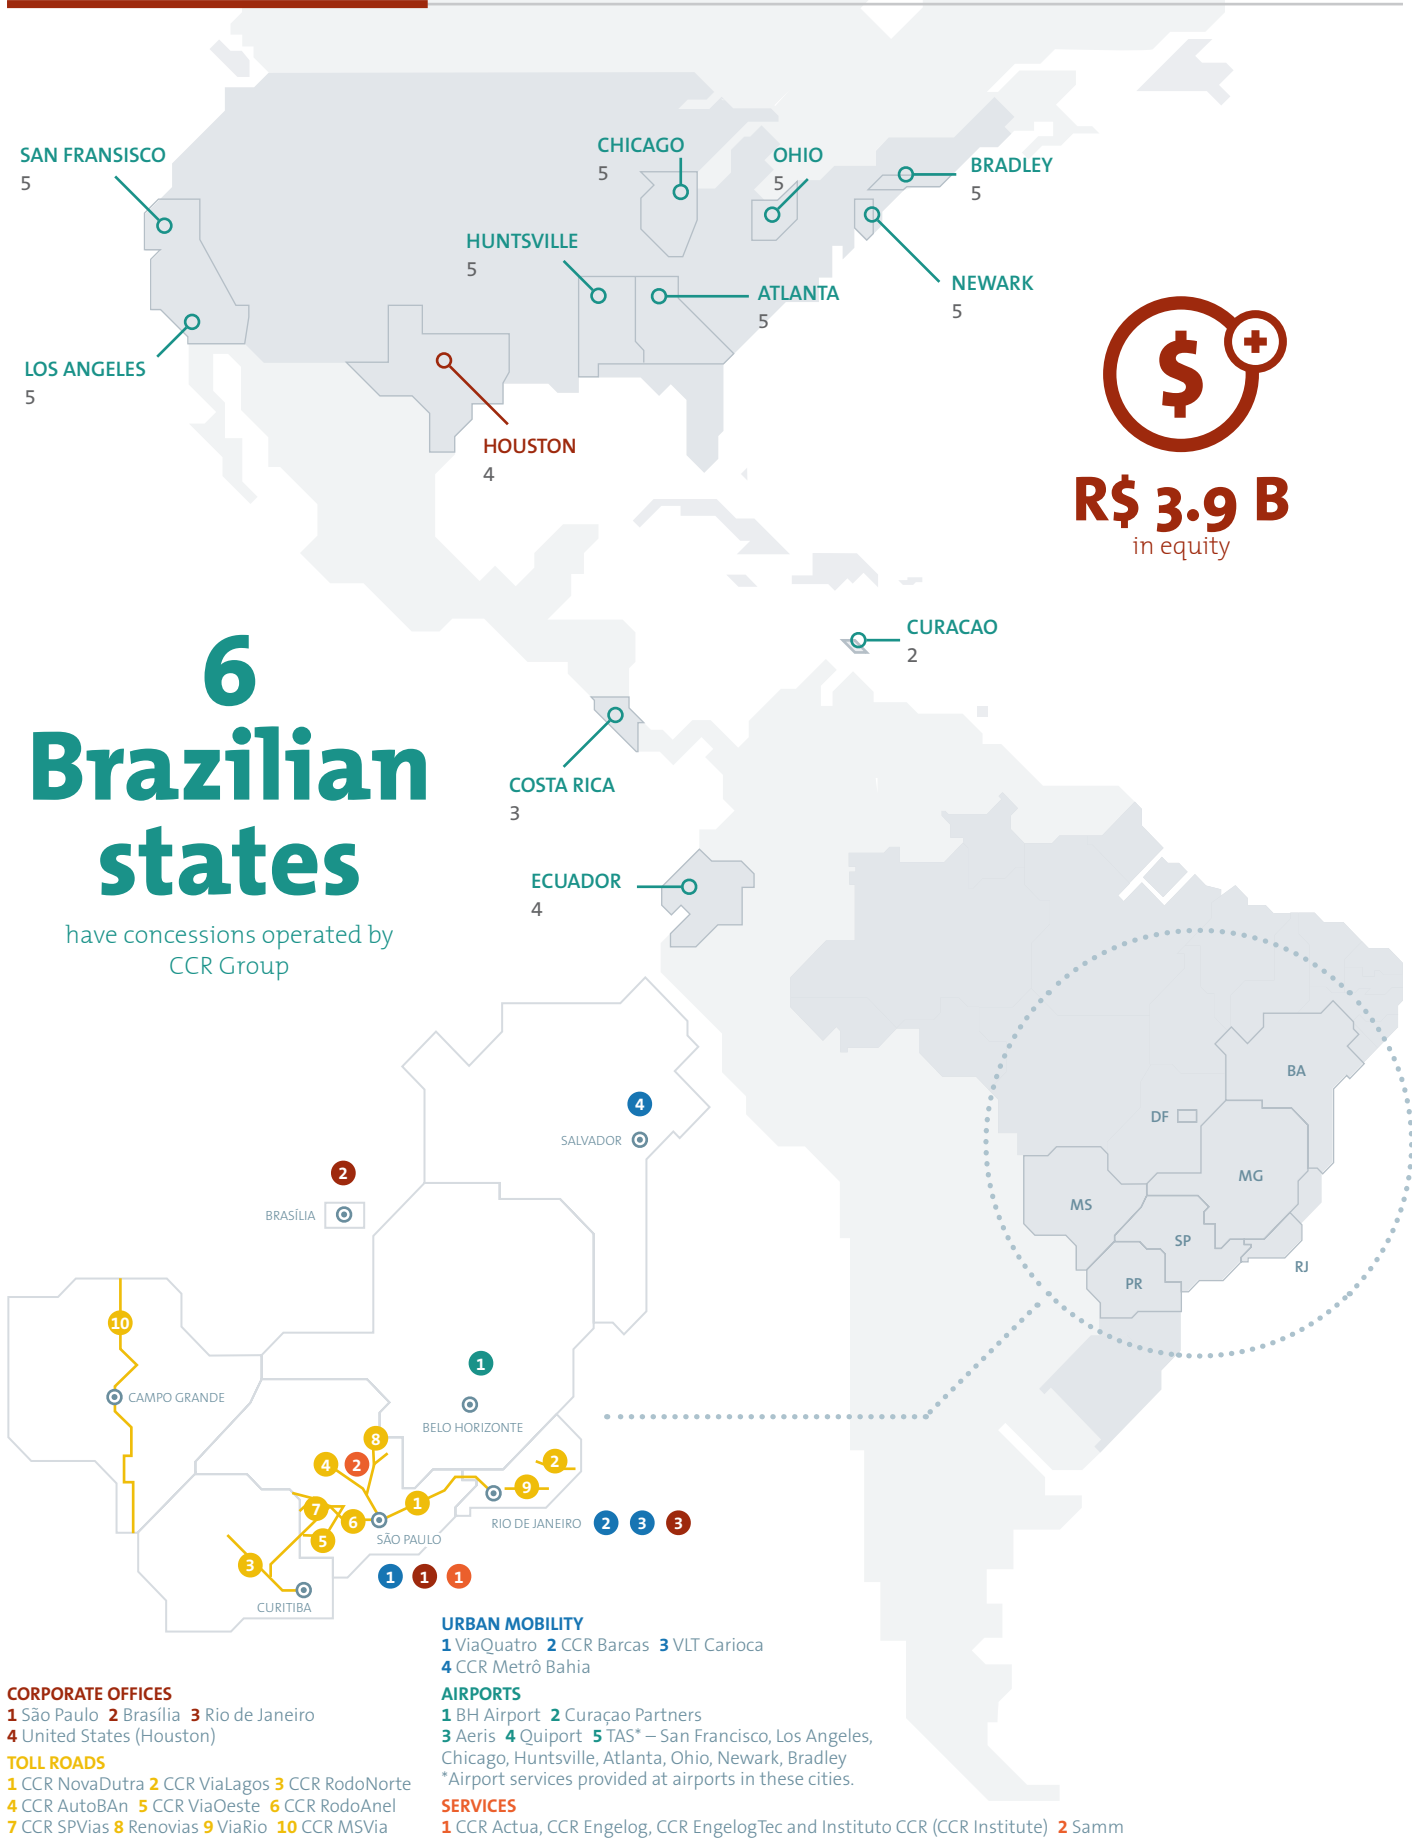 SAN FRANSISCO
5
CHICAGO
5
OHIO
5
BRADLEY
5
HUNTSVILLE
5
ATLANTA
5
NEWARK
5
LOS ANGELES
5
HOUSTON
4
$
R$ 3.9 B
in equity
CURACAO
2
6
Brazilian
states
have concessions operated by
CCR Group
COSTA RICA
3
ECUADOR
4
BA
DF
MG
MS
SP
RJ
PR
4
SALVADOR
2
BRASÍLIA
10
CAMPO GRANDE
1
BELO HORIZONTE
8
4
2
2
9
1
7
6
5
SÃO PAULO
RIO DE JANEIRO
2
3
3
3
CURITIBA
1
1
1
URBAN MOBILITY
1 ViaQuatro 2 CCR Barcas 3 VLT Carioca
4 CCR Metrô Bahia
CORPORATE OFFICES
1 São Paulo 2 Brasília 3 Rio de Janeiro
4 United States (Houston)
TOLL ROADS
1 CCR NovaDutra 2 CCR ViaLagos 3 CCR RodoNorte
4 CCR AutoBAn 5 CCR ViaOeste 6 CCR RodoAnel
7 CCR SPVias 8 Renovias 9 ViaRio 10 CCR MSVia
AIRPORTS
1 BH Airport 2 Curaçao Partners
3 Aeris 4 Quiport 5 TAS* – San Francisco, Los Angeles,
Chicago, Huntsville, Atlanta, Ohio, Newark, Bradley
*Airport services provided at airports in these cities.
SERVICES
1 CCR Actua, CCR Engelog, CCR EngelogTec and Instituto CCR (CCR Institute) 2 Samm